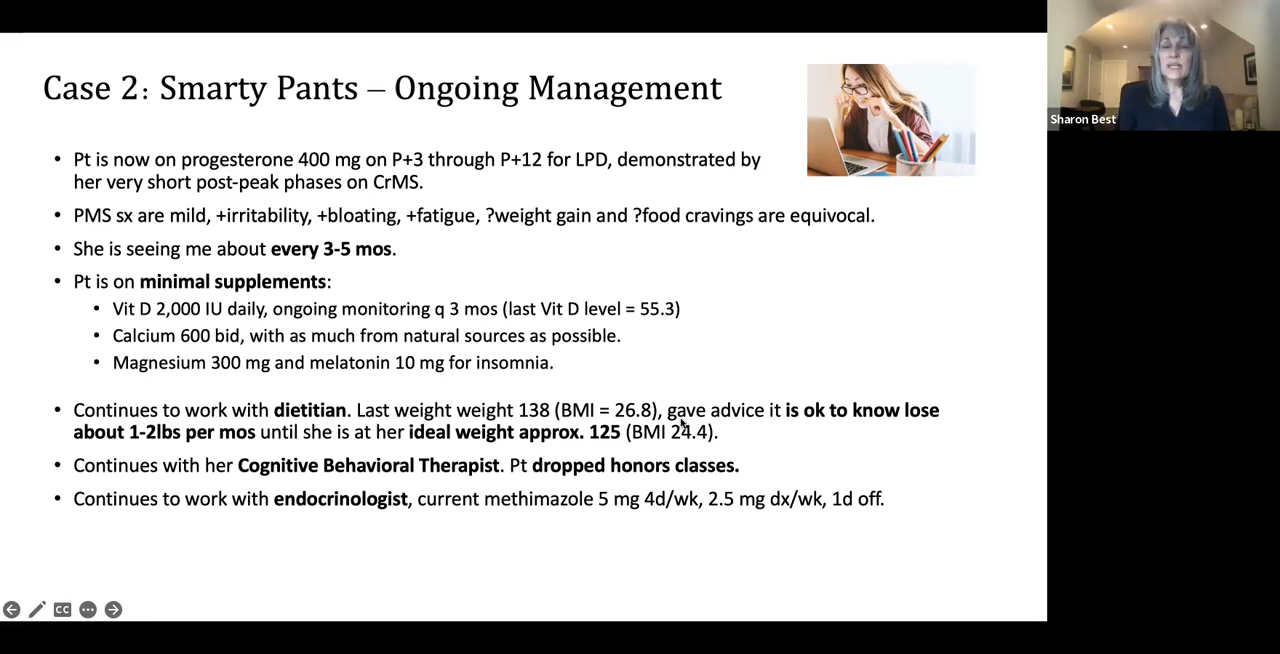 Case 2: Smarty Pants – Ongoing Management
Sharon Best
• Pt is now on progesterone 400 mg on P+3 through P+12 for LPD, demonstrated by
her very short post-peak phases on CrMS.
• PMS sx are mild, +irritability, +bloating, +fatigue, ?weight gain and ?food cravings are equivocal.
• She is seeing me about every 3-5 mos.
• Pt is on minimal supplements:
• Vit D 2,000 IU daily, ongoing monitoring q 3 mos (last Vit D level = 55.3)
• Calcium 600 bid, with as much from natural sources as possible.
• Magnesium 300 mg and melatonin 10 mg for insomnia.
• Continues to work with dietitian. Last weight weight 138 (BMI = 26.8), gave advice it is ok to know lose
about 1-2lbs per mos until she is at her ideal weight approx. 125 (BMI 24.4).
• Continues with her Cognitive Behavioral Therapist. Pt dropped honors classes.
• Continues to work with endocrinologist, current methimazole 5 mg 4d/wk, 2.5 mg dx/wk, 1d off.
CC